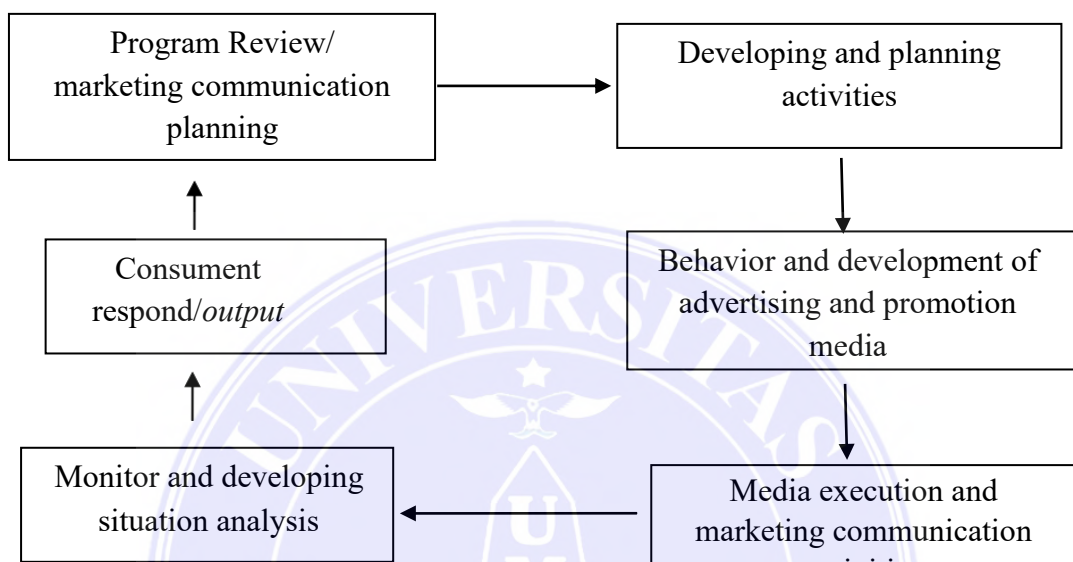 Program Review/
marketing communication
planning
Developing and planning
activities
Behavior and development of
advertising and promotion
media
Media execution and
marketing communication
Monitor and developing
situation analysis
Consument
respond/output
UNIVERSITAS
U